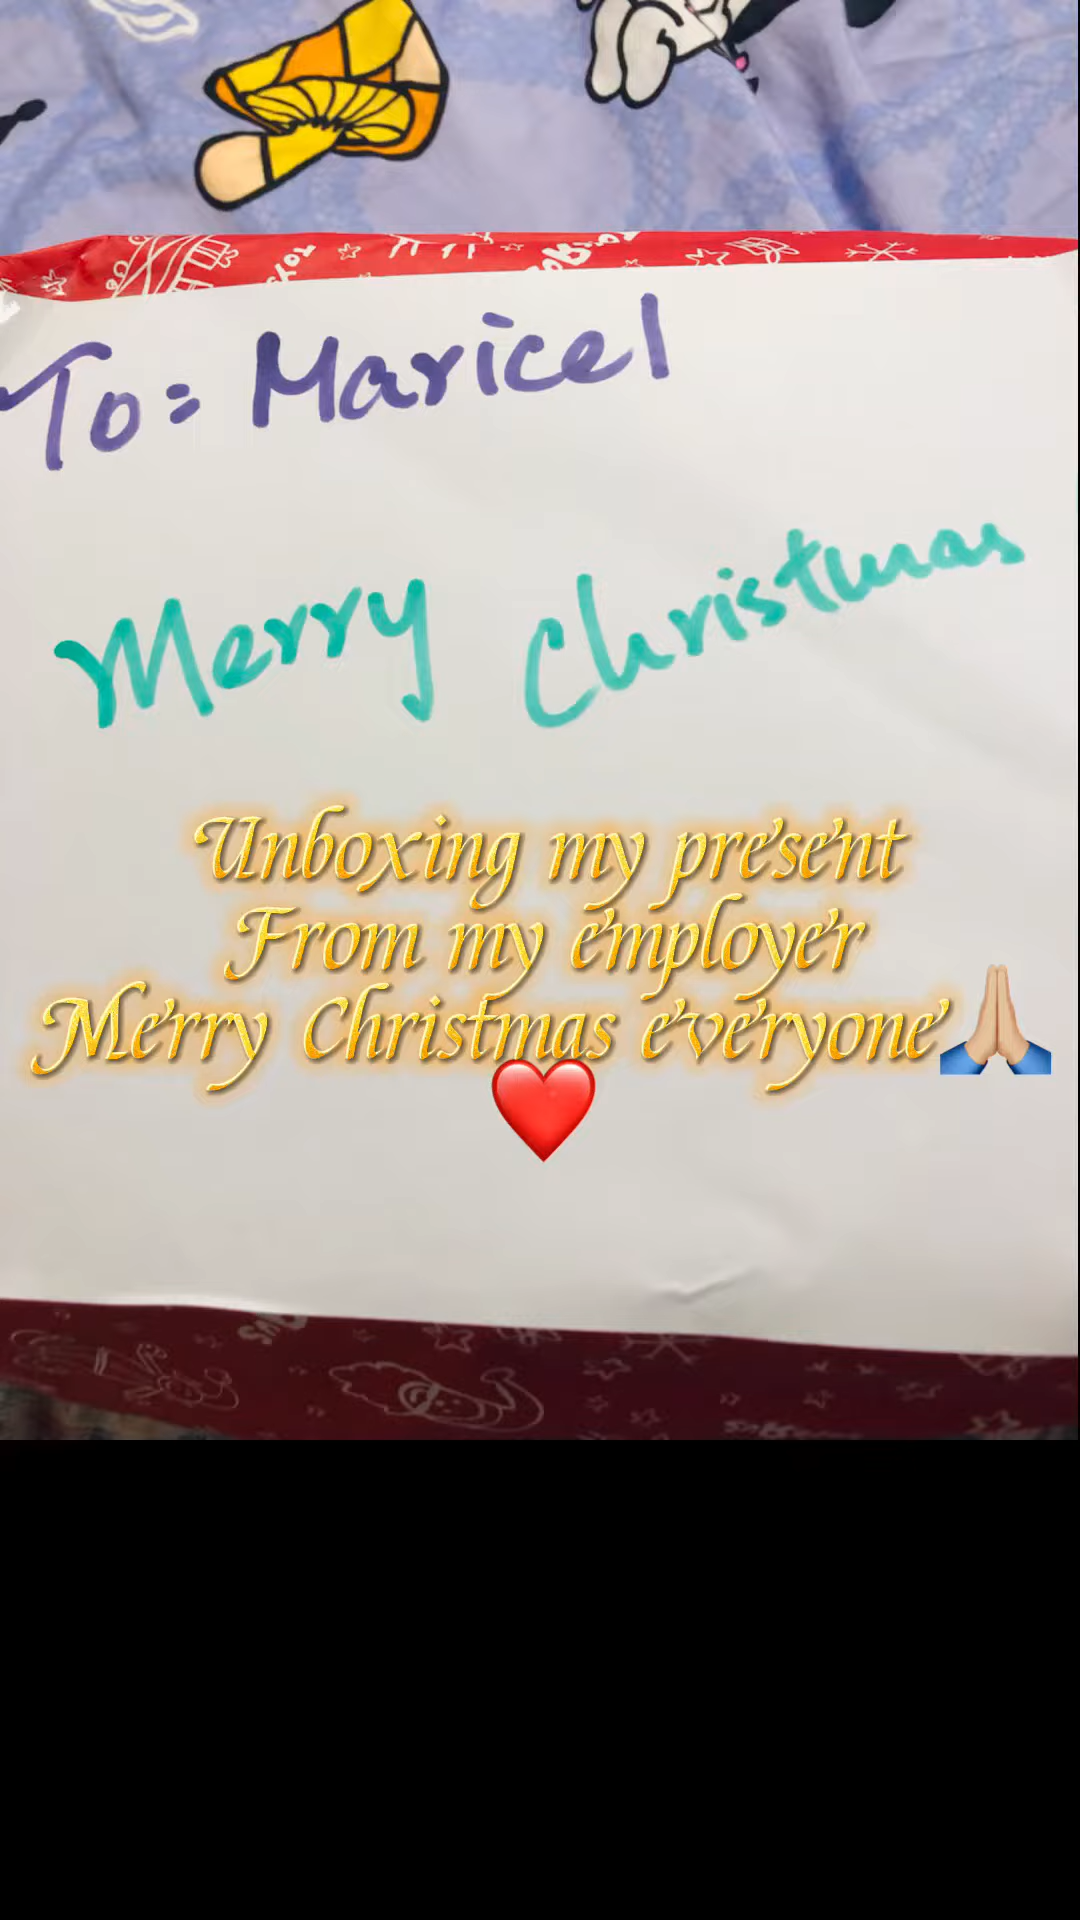 To: Maricel
Merry Christmas
Unboxing my present
From my employer
Merry Christmas everyone🙏🏼
❤️